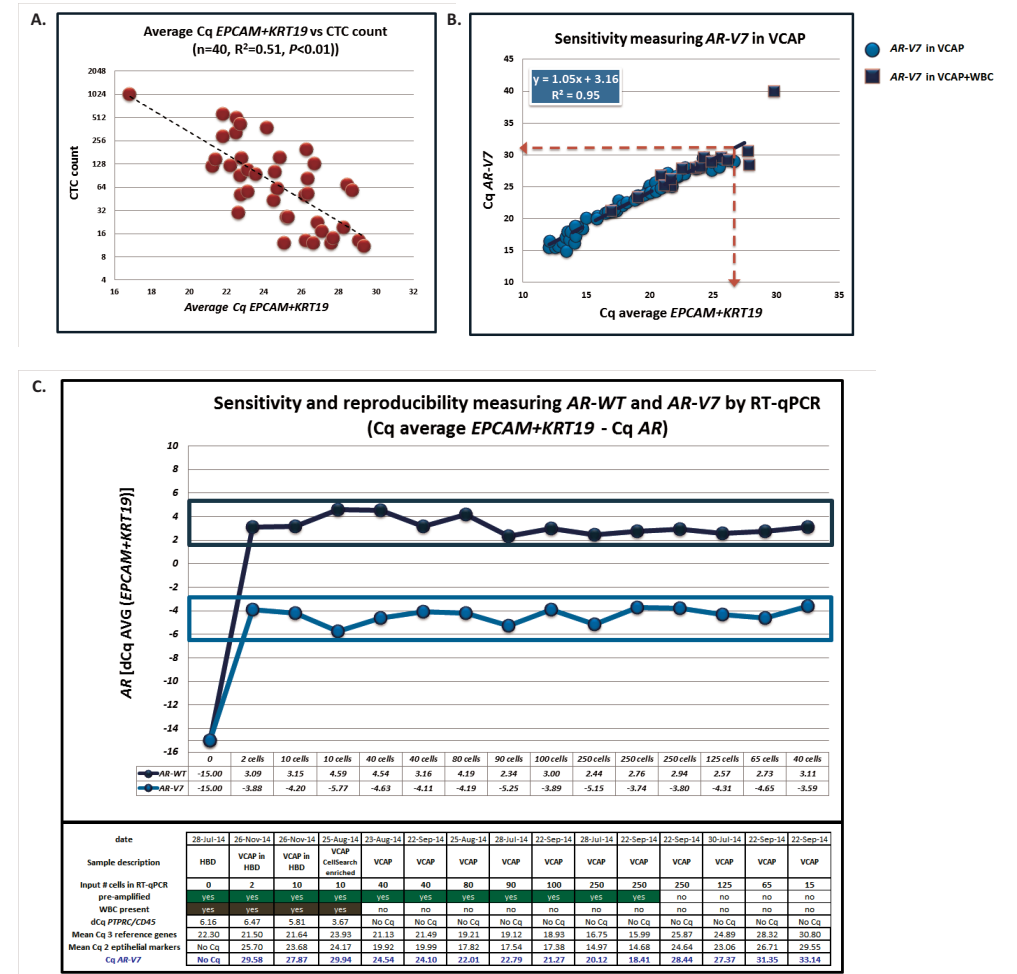 A.
Average Cq EPCAM+KRT19 vs CTC count
(n=40, R²=0.51, P<0.01))
CTC count
2048
1024
512
256
128
64
32
16
8
4
16 18 20 22 24 26 28 30 32
Average Cq EPCAM+KRT19
B.
Sensitivity measuring AR-V7 in VCAP
y = 1.05x + 3.16
R² = 0.95
Cq AR-V7
45
40
35
30
25
20
15
10
10 15 20 25 30 35
Cq average EPCAM+KRT19
AR-V7 in VCAP
AR-V7 in VCAP+WBC
C.
Sensitivity and reproducibility measuring AR-WT and AR-V7 by RT-qPCR
(Cq average EPCAM+KRT19 - Cq AR)
AR [dCq AVG (EPCAM+KRT19)]
10
8
6
4
2
0
-2
-4
-6
-8
-10
-12
-14
-16
0 2 cells 10 cells 10 cells 40 cells 40 cells 80 cells 90 cells 100 cells 250 cells 250 cells 250 cells 125 cells 65 cells 40 cells
AR-WT -15.00 3.09 3.15 4.59 4.54 3.16 4.19 2.34 3.00 2.44 2.76 2.94 2.57 2.73 3.11
AR-V7 -15.00 -3.88 -4.20 -5.77 -4.63 -4.11 -4.19 -5.25 -3.89 -5.15 -3.74 -3.80 -4.31 -4.65 -3.59
date 28-Jul-14 26-Nov-14 26-Nov-14 25-Aug-14 23-Aug-14 22-Sep-14 25-Aug-14 28-Jul-14 22-Sep-14 28-Jul-14 22-Sep-14 22-Sep-14 30-Jul-14 22-Sep-14 22-Sep-14
Sample description HBD VCAP in HBD VCAP in HBD VCAP CellSearch enriched VCAP VCAP VCAP VCAP VCAP VCAP VCAP VCAP VCAP VCAP VCAP
Input # cells in RT-qPCR 0 2 10 10 40 40 80 90 100 250 250 250 125 65 15
pre-amplified yes yes yes yes yes yes yes yes yes yes yes no no no no
WBC present yes yes yes yes no no no no no no no no no no no
dCq PTPRC/CD45 6.16 6.47 5.81 3.67 No Cq No Cq No Cq No Cq No Cq No Cq No Cq No Cq No Cq No Cq No Cq
Mean Cq 3 reference genes 22.30 21.50 21.64 23.93 21.13 21.49 19.21 19.12 18.93 16.75 15.99 25.87 24.89 28.32 30.80
Mean Cq 2 eptihelial markers No Cq 25.70 23.68 24.17 19.92 19.99 17.82 17.54 17.38 14.97 14.68 24.64 23.06 26.71 29.55
Cq AR-V7 No Cq 29.58 27.87 29.94 24.54 24.10 22.01 22.79 21.27 20.12 18.41 28.44 27.37 31.35 33.14